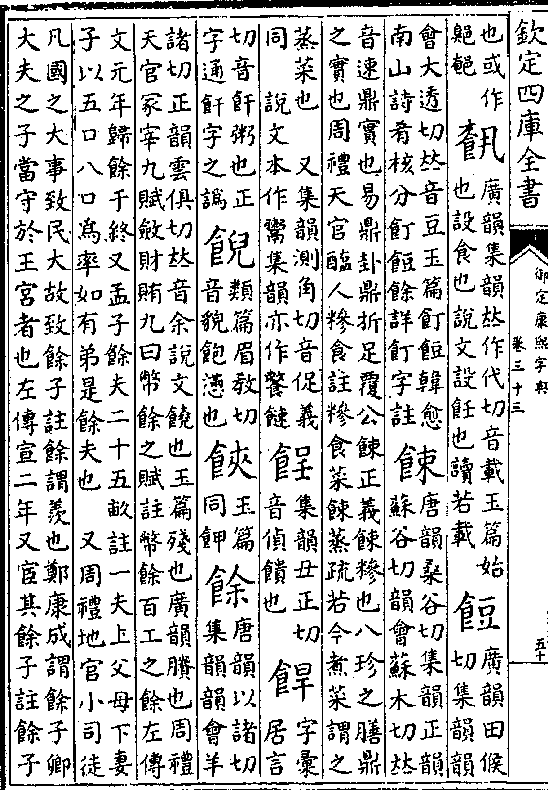 欽定四庫全書
御定康熙字典
卷三十三
五十
也或作
廣韻集韻𠀤作代切音載玉篇始
也設食也說文設飪也讀若載
餖
廣韻田候
切集韻韻
會大透切𠀤音豆玉篇飣餖韓愈
南山詩肴核分飣餖餘詳飣字註
餗
唐韻桑谷切集韻正韻
蘇谷切韻會蘇木切𠀤
音速鼎實也易鼎卦鼎折足覆公餗正義餗糝也八珍之膳鼎
之實也周禮天官醢人糝食註糝食菜餗蒸疏若今煮菜謂之
蒸菜也 又集韻測角切音促義
同 說文本作鬻集韻亦作
集韻丑正切
音偵饋也
字彙
居言
切音飦粥也正
字通飦字之譌
類篇眉敎切
音貌飽懣也
玉篇
同
餘
唐韻以諸切
集韻韻會羊
諸切正韻雲俱切𠀤音余說文饒也玉篇殘也廣韻賸也周禮
天官冢宰九賦斂財賄九曰幣餘之賦註幣餘百工之餘左傳
文元年歸餘于終又孟子餘夫二十五畝註一夫上父母下妻
子以五口八口爲率如有弟是餘夫也 又周禮地官小司徒
凡國之大事致民大故致餘子註餘謂羨也鄭康成謂餘子卿
大夫之子當守於王宮者也左傳宣二年又宦其餘子註餘子